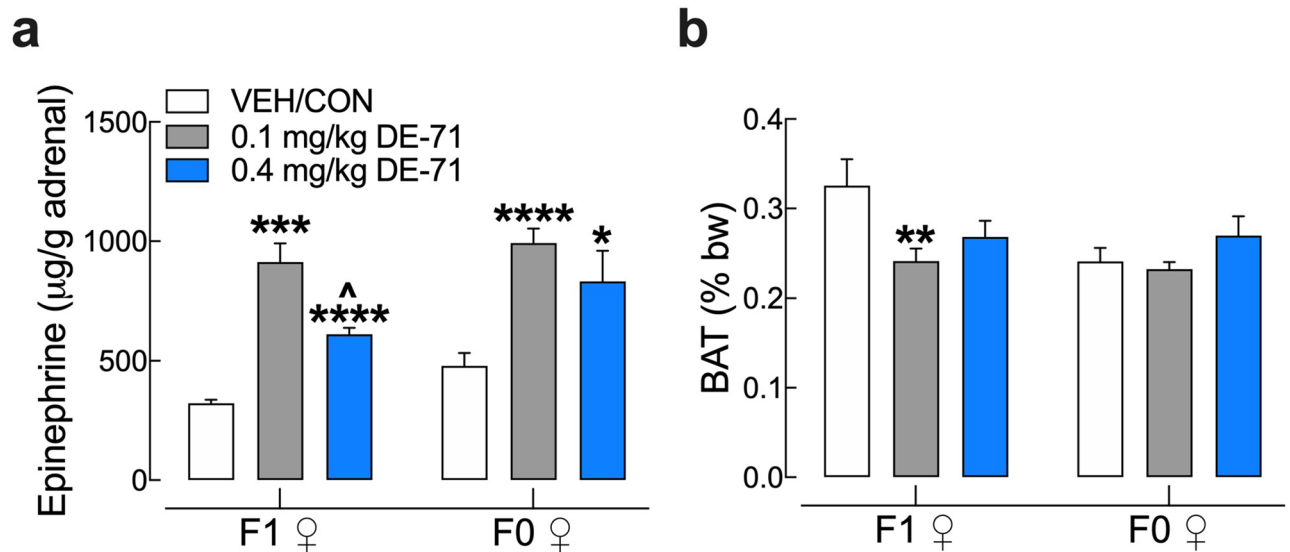 a
Epinephrine (µg/g adrenal)
VEH/CON
0.1 mg/kg DE-71
0.4 mg/kg DE-71
1500
1000
500
0
***
^
****
****
*
F1 ♀
F0 ♀
b
BAT (% bw)
0.4
0.3
0.2
0.1
0.0
**
F1 ♀
F0 ♀